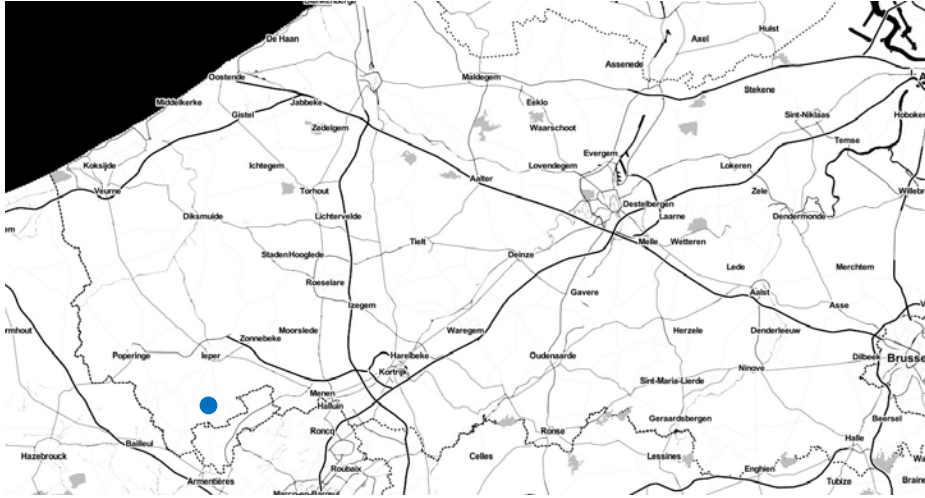 De Haan
Hulst
Axel
Oostende
Assenede
Maldegem
Stekene
Middelkerke
Jabbeke
Eeklo
Gistel
Sint-Niklaas
Hoboken
Zedelgem
Waarschoot
Temse
Evergem
Koksijde
Ichtegem
Lovendegem
Lokeren
Aalter
Veurne
Torhout
Zele
Willebr
Destelbergen
Diksmuide
Lichtervelde
Laarne
Dendermonde
Tielt
Melle
Wetteren
Staden
Hooglede
Deinze
Lede
Merchtem
Roeselare
Gavere
Aalst
Izegem
Asse
rmhout
Moorslede
Waregem
Herzele
Denderleeuw
Zonnebeke
Poperinge
Ieper
Harelbeke
Oudenaarde
Dilbeek
Brusse
Kortrijk
Ninove
Sint-Maria-Lierde
Menen
Halluin
Geraardsbergen
Beersel
Roncq
Ronse
Bailleul
Halle
Hazebrouck
Celles
Lessines
Roubaix
Enghien
Armentières
Tubize
Braine
Marcq-en-Barœul